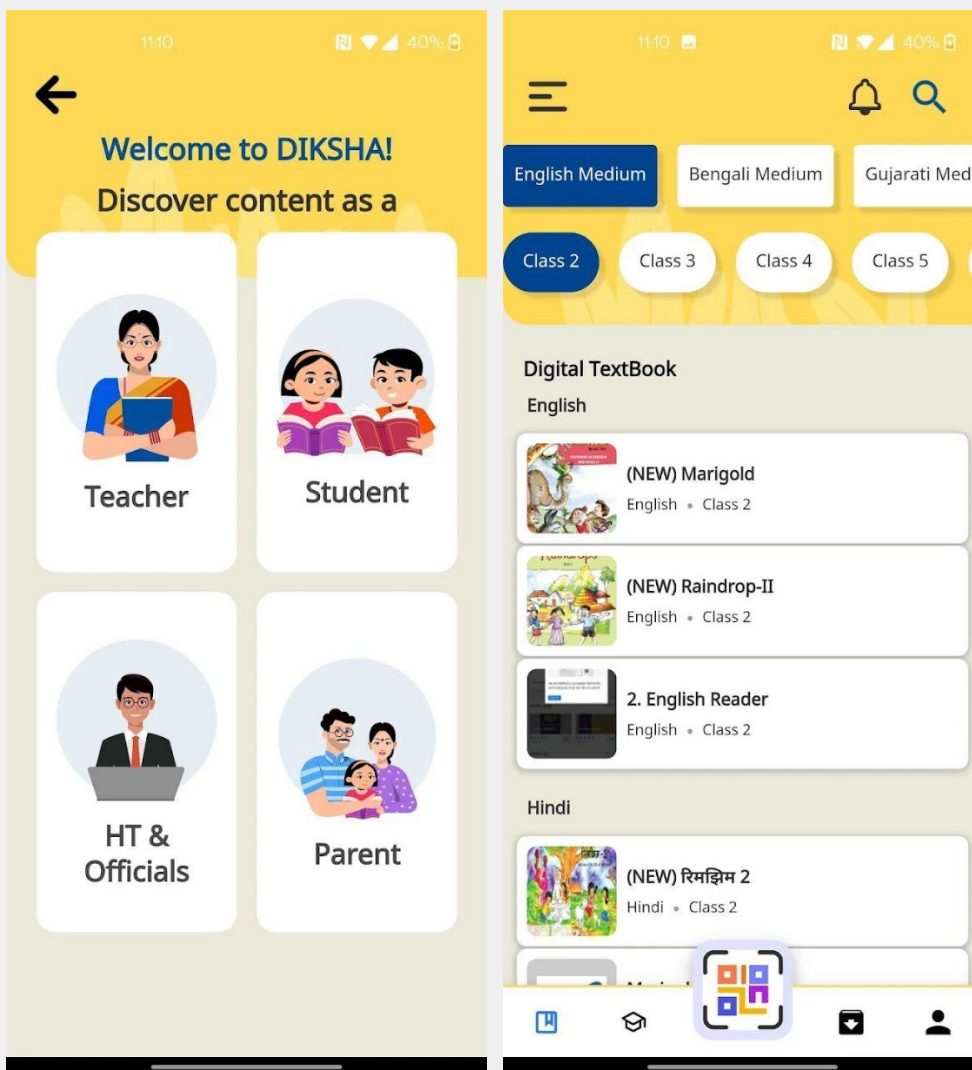 11:10
40%
Welcome to DIKSHA!
Discover content as a
Teacher
Student
HT &
Officials
Parent
11:10
40%
English Medium
Bengali Medium
Gujarati Med
Class 2
Class 3
Class 4
Class 5
Digital TextBook
English
(NEW) Marigold
English • Class 2
Raindrops
(NEW) Raindrop-II
English • Class 2
2. English Reader
English • Class 2
Hindi
(NEW) रिमझिम 2
Hindi • Class 2